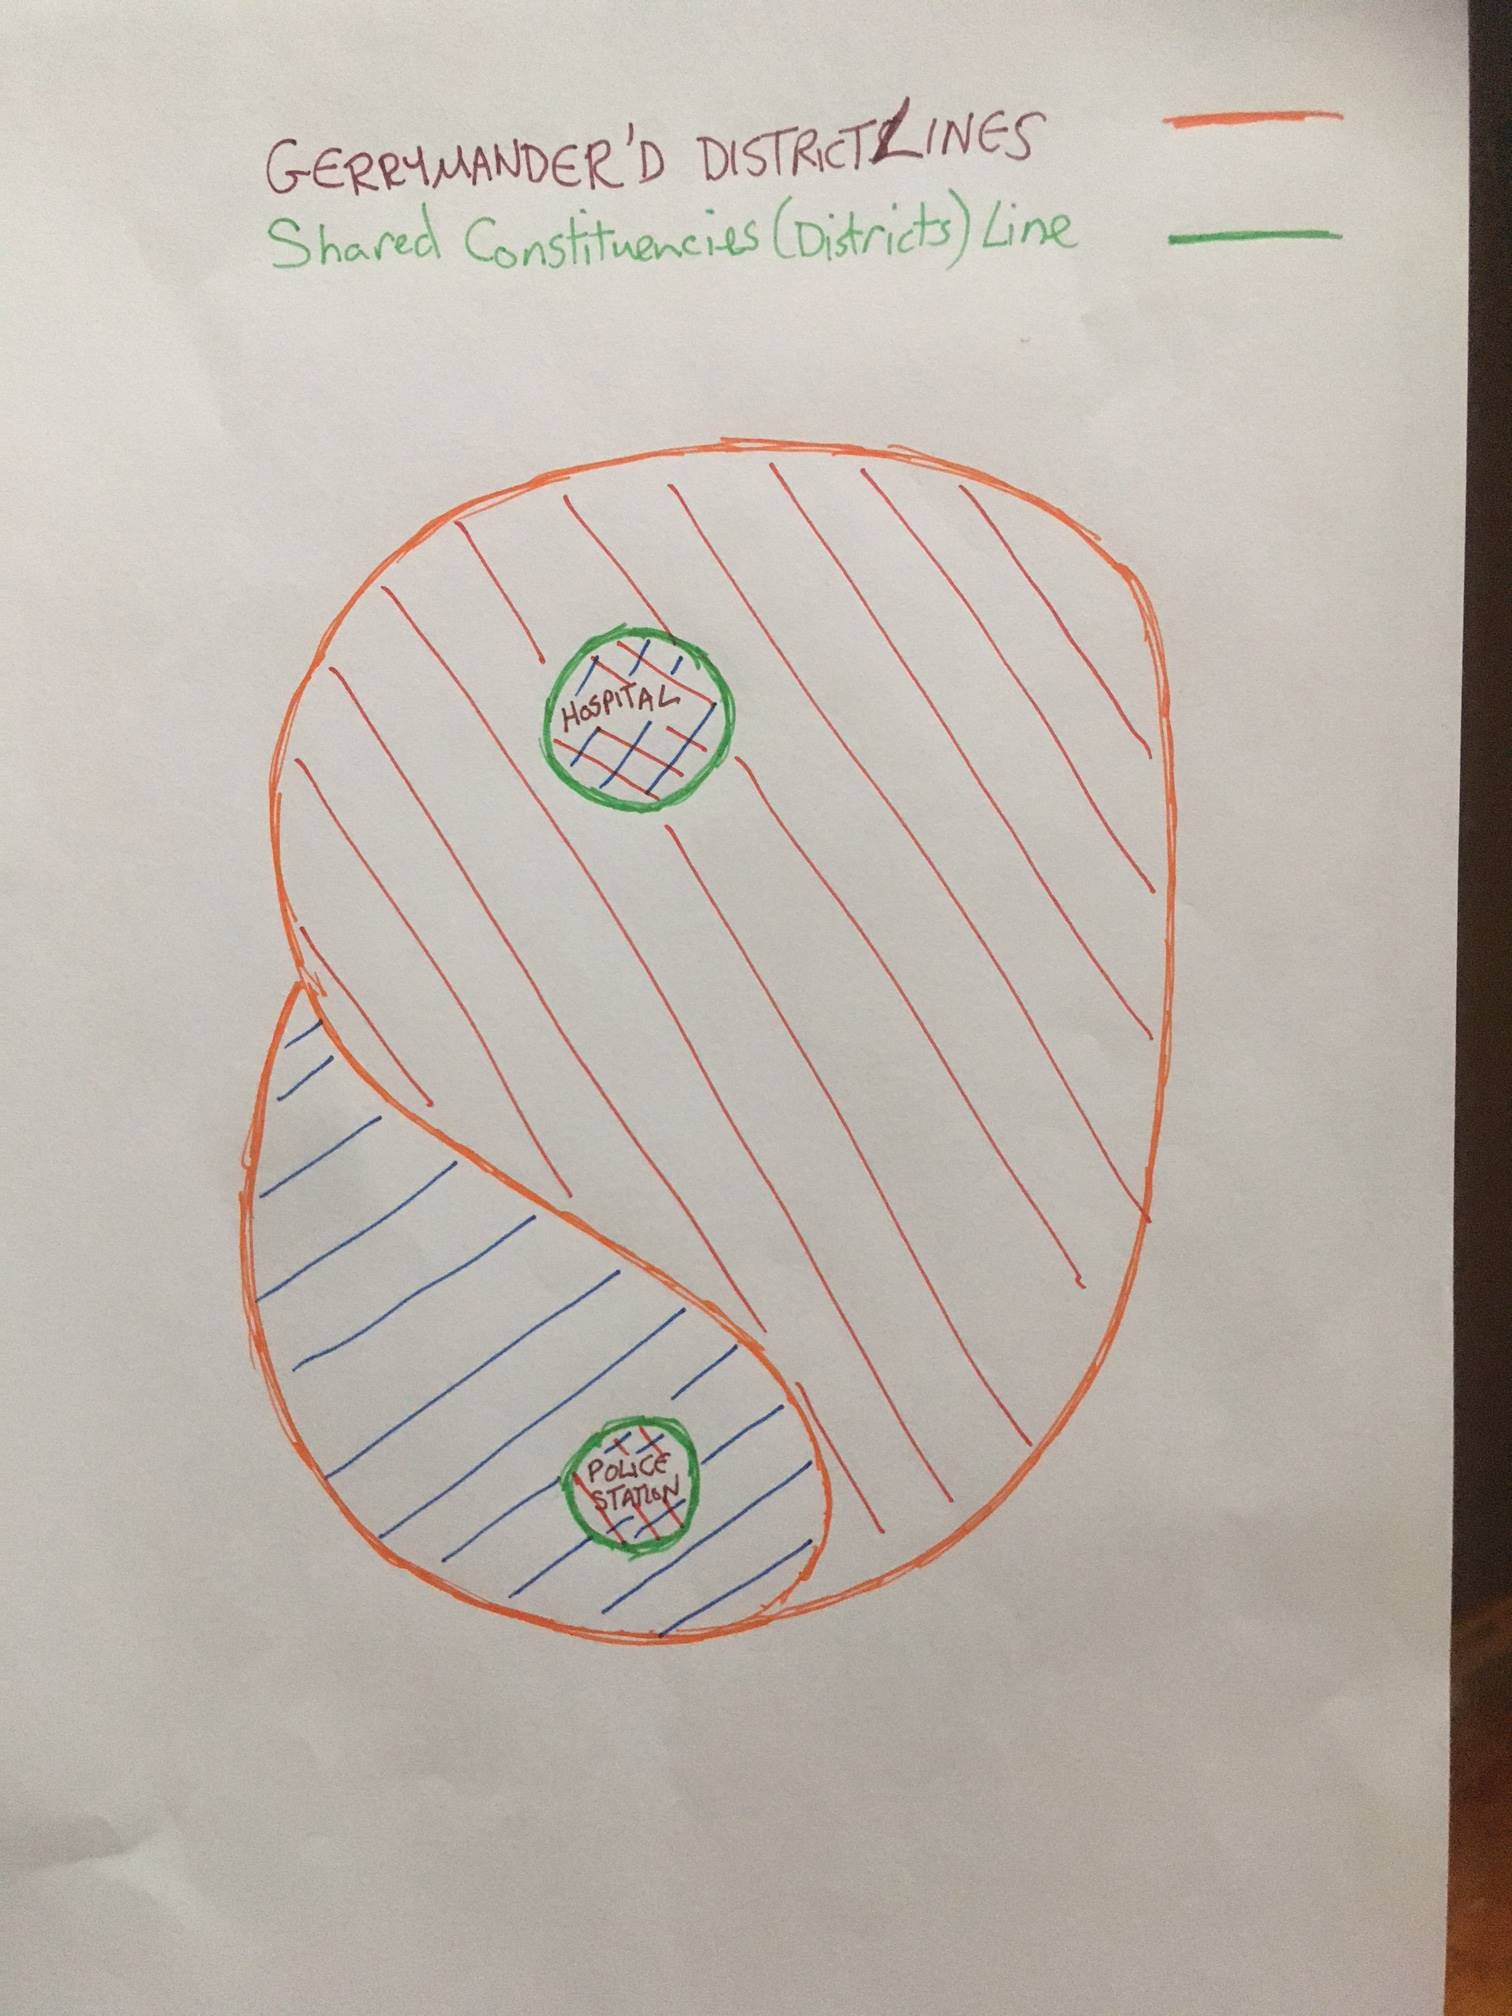 GERRYMANDER'D DISTRICT LINES
Shared Constituencies (Districts) Line
HOSPITAL
POLICE
STATION